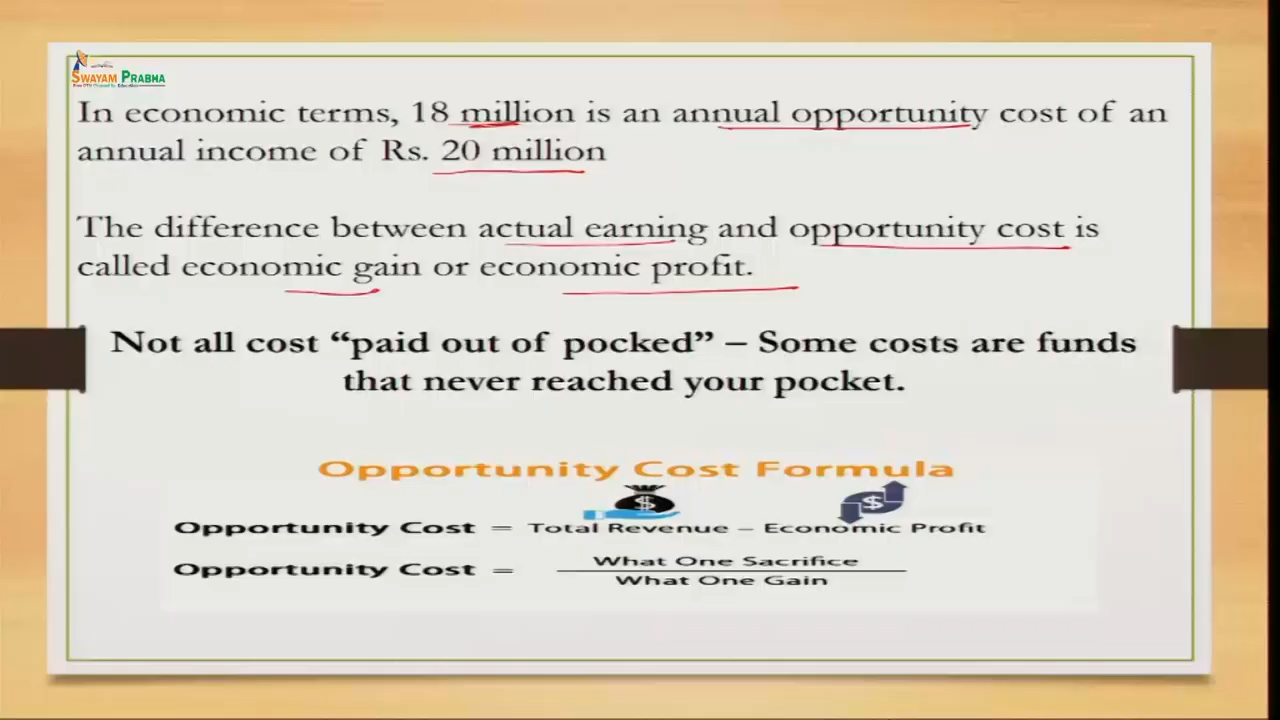 SWAYAM PRABHA
In economic terms, 18 million is an annual opportunity cost of an
annual income of Rs. 20 million
The difference between actual earning and opportunity cost is
called economic gain or economic profit.
Not all cost “paid out of pocked” – Some costs are funds
that never reached your pocket.
Opportunity Cost Formula
Opportunity Cost = Total Revenue – Economic Profit
Opportunity Cost = What One Sacrifice
What One Gain